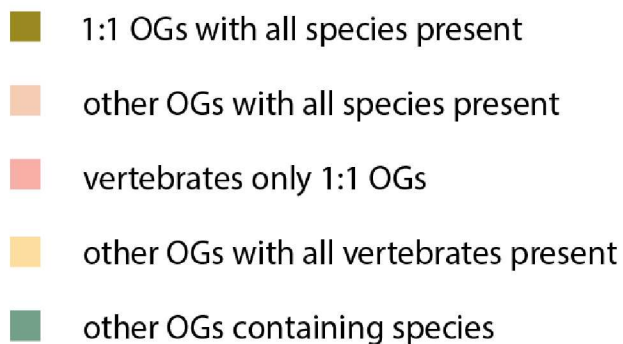 1:1 OGs with all species present
other OGs with all species present
vertebrates only 1:1 OGs
other OGs with all vertebrates present
other OGs containing species